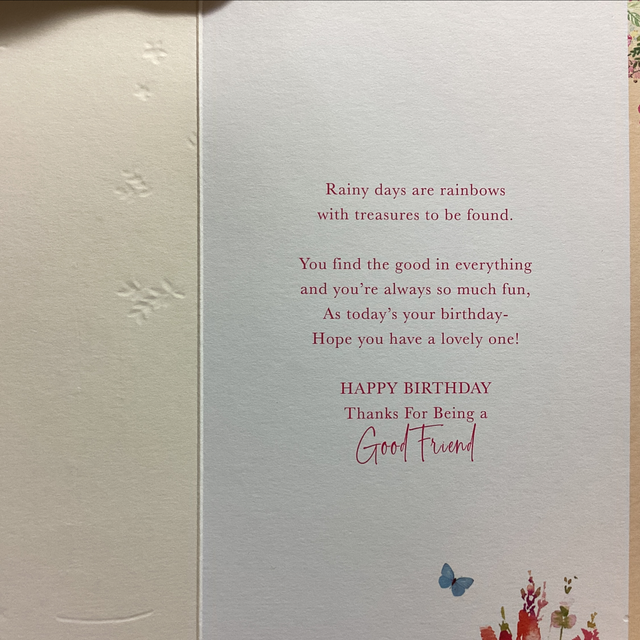 Rainy days are rainbows
with treasures to be found.
You find the good in everything
and you're always so much fun,
As today's your birthday-
Hope you have a lovely one!
HAPPY BIRTHDAY
Thanks For Being a
Good Friend